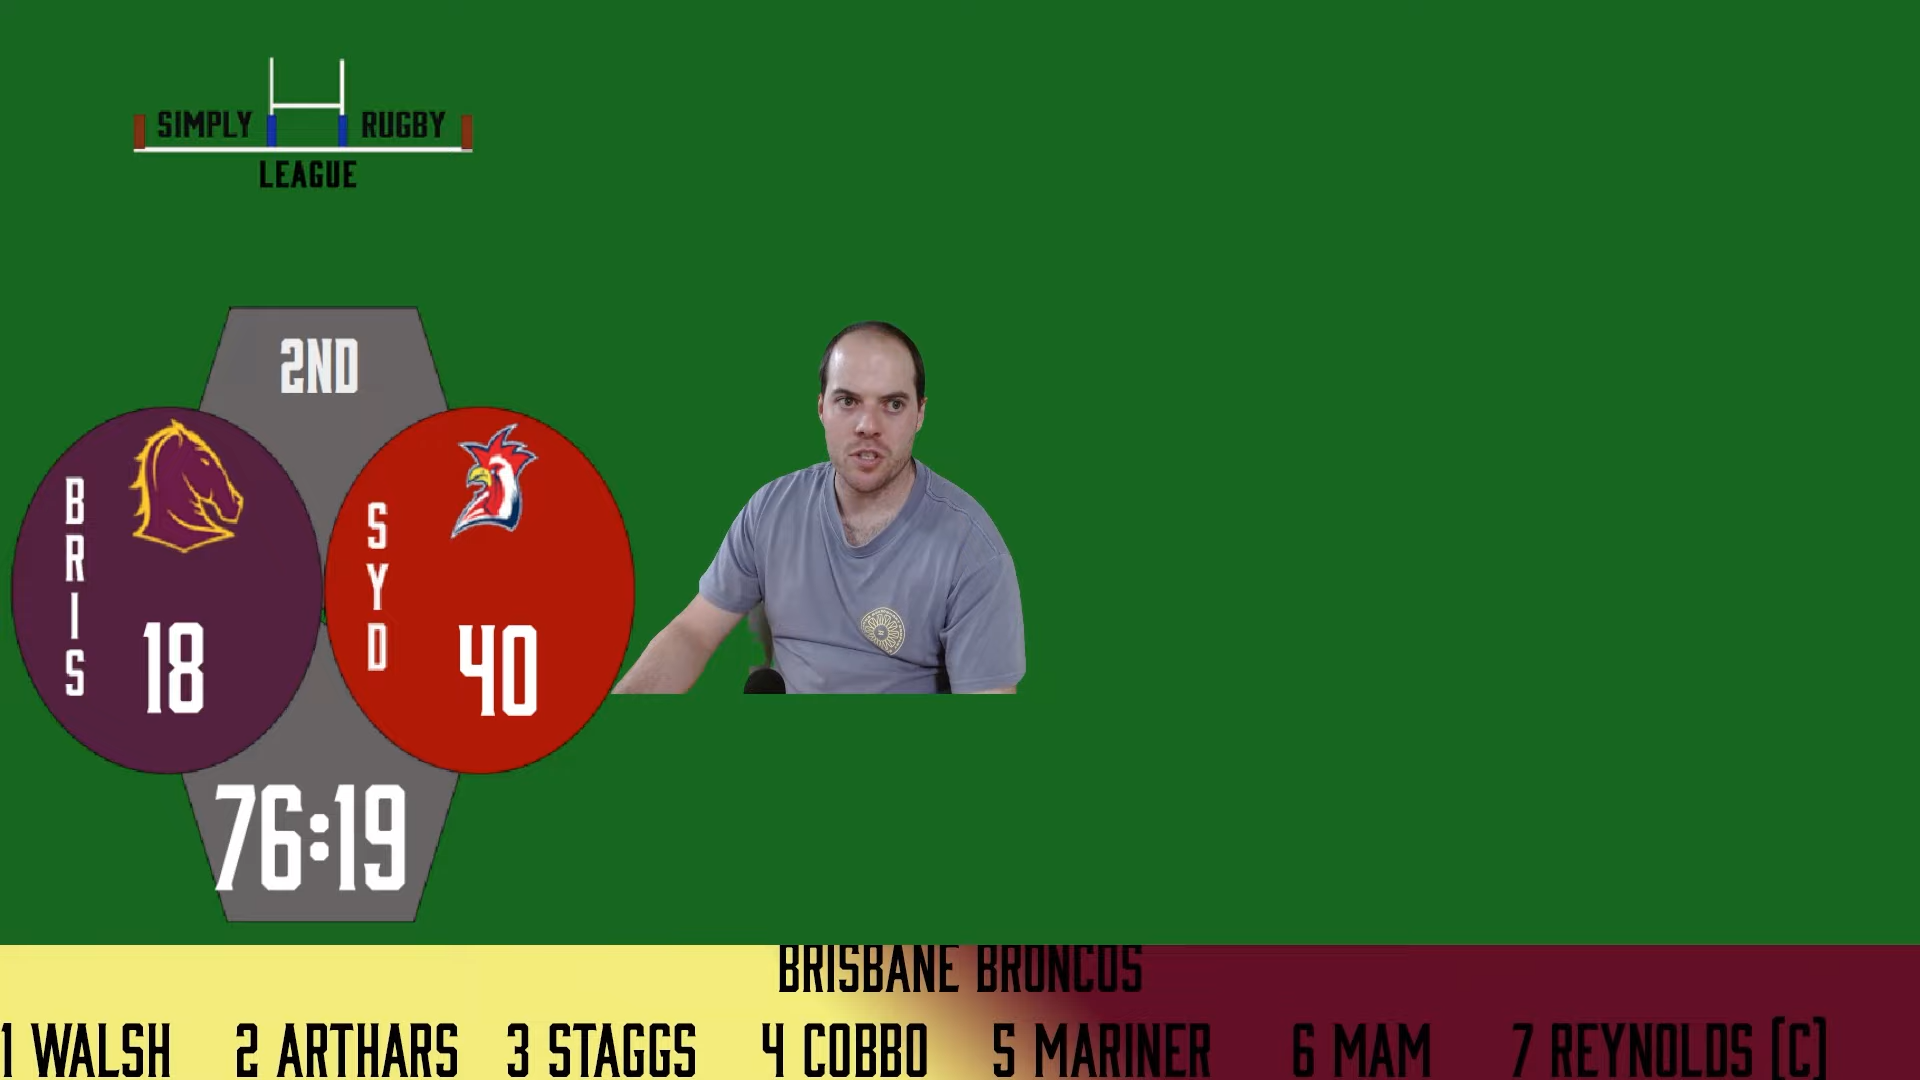 SIMPLY RUGBY
LEAGUE
2ND
BRIS
18
SYD
40
76:19
BRISBANE BRONCOS
1 WALSH 2 ARTHARS 3 STAGGS 4 COBBO 5 MARINER 6 MAM 7 REYNOLDS (C)